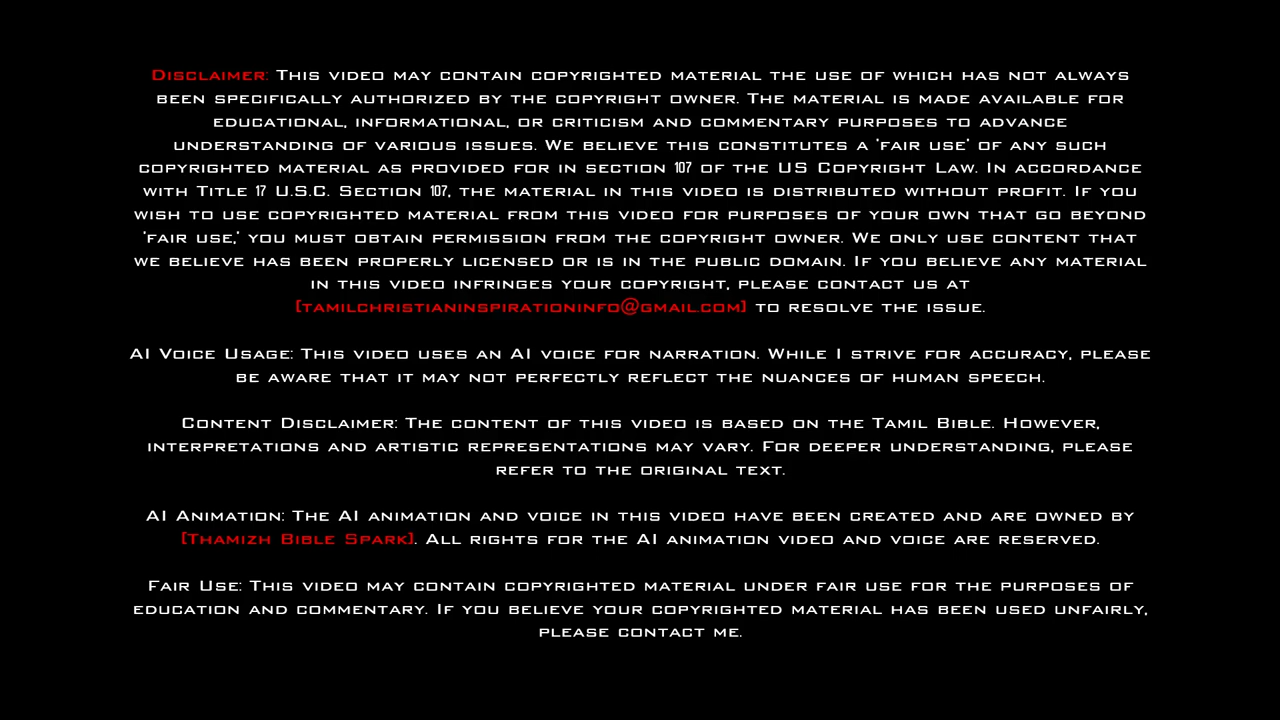 Disclaimer: This video may contain copyrighted material the use of which has not always
been specifically authorized by the copyright owner. The material is made available for
educational, informational, or criticism and commentary purposes to advance
understanding of various issues. We believe this constitutes a 'fair use' of any such
copyrighted material as provided for in section 107 of the US Copyright Law. In accordance
with Title 17 U.S.C. Section 107, the material in this video is distributed without profit. If you
wish to use copyrighted material from this video for purposes of your own that go beyond
'fair use,' you must obtain permission from the copyright owner. We only use content that
we believe has been properly licensed or is in the public domain. If you believe any material
in this video infringes your copyright, please contact us at
[tamilchristianinspirationinfo@gmail.com] to resolve the issue.
AI Voice Usage: This video uses an AI voice for narration. While I strive for accuracy, please
be aware that it may not perfectly reflect the nuances of human speech.
Content Disclaimer: The content of this video is based on the Tamil Bible. However,
interpretations and artistic representations may vary. For deeper understanding, please
refer to the original text.
AI Animation: The AI animation and voice in this video have been created and are owned by
[Thamizh Bible Spark]. All rights for the AI animation video and voice are reserved.
Fair Use: This video may contain copyrighted material under fair use for the purposes of
education and commentary. If you believe your copyrighted material has been used unfairly,
please contact me.